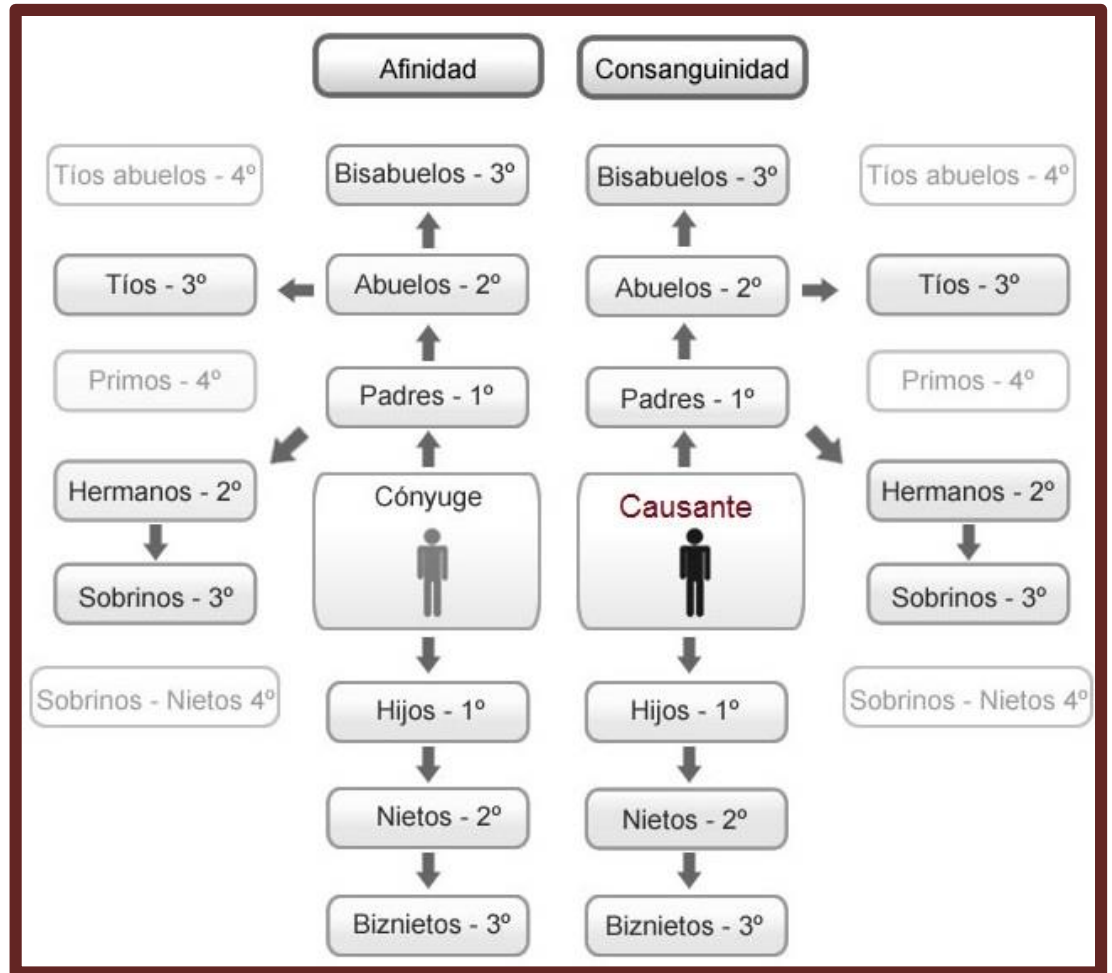 Afinidad
Consanguinidad
Tíos abuelos - 4º
Bisabuelos - 3º
Bisabuelos - 3º
Tíos abuelos - 4º
Tíos - 3º
Abuelos - 2º
Abuelos - 2º
Tíos - 3º
Primos - 4º
Padres - 1º
Padres - 1º
Primos - 4º
Hermanos - 2º
Cónyuge
Causante
Hermanos - 2º
Sobrinos - 3º
Sobrinos - 3º
Sobrinos - Nietos 4º
Hijos - 1º
Hijos - 1º
Sobrinos - Nietos 4º
Nietos - 2º
Nietos - 2º
Biznietos - 3º
Biznietos - 3º